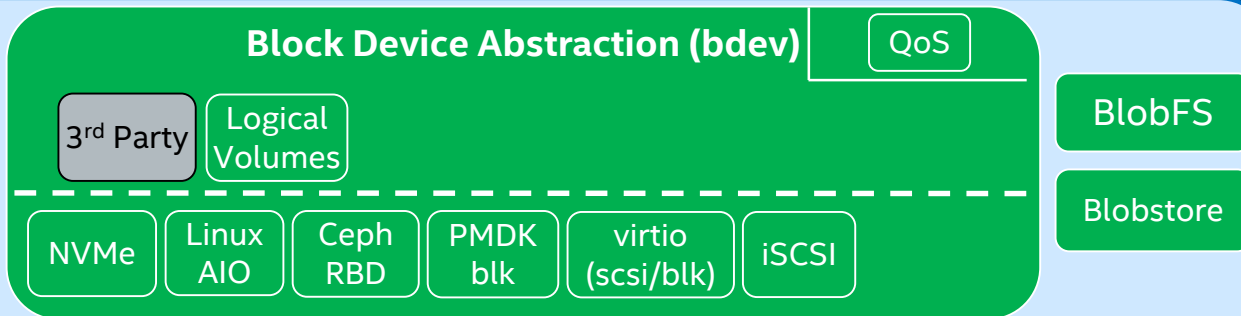 Block Device Abstraction (bdev)
QoS
3rd Party
Logical
Volumes
BlobFS
Blobstore
NVMe
Linux
AIO
Ceph
RBD
PMDK
blk
virtio
(scsi/blk)
iSCSI